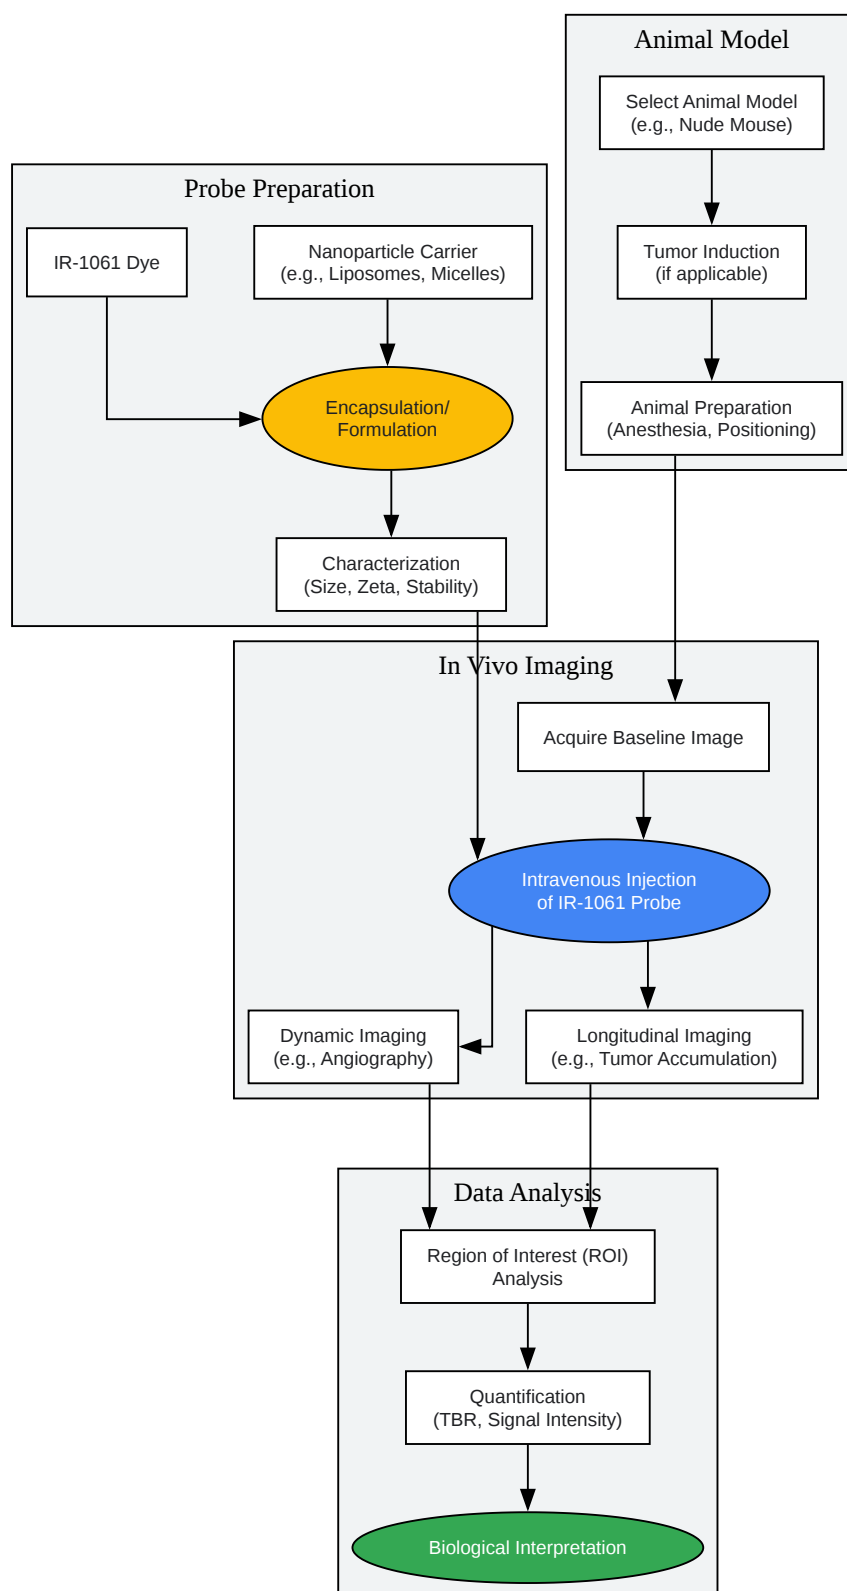 Animal Model
Select Animal Model
(e.g., Nude Mouse)
Tumor Induction
(if applicable)
Animal Preparation
(Anesthesia, Positioning)
Probe Preparation
IR-1061 Dye
Nanoparticle Carrier
(e.g., Liposomes, Micelles)
Encapsulation/
Formulation
Characterization
(Size, Zeta, Stability)
In Vivo Imaging
Acquire Baseline Image
Intravenous Injection
of IR-1061 Probe
Dynamic Imaging
(e.g., Angiography)
Longitudinal Imaging
(e.g., Tumor Accumulation)
Data Analysis
Region of Interest (ROI)
Analysis
Quantification
(TBR, Signal Intensity)
Biological Interpretation